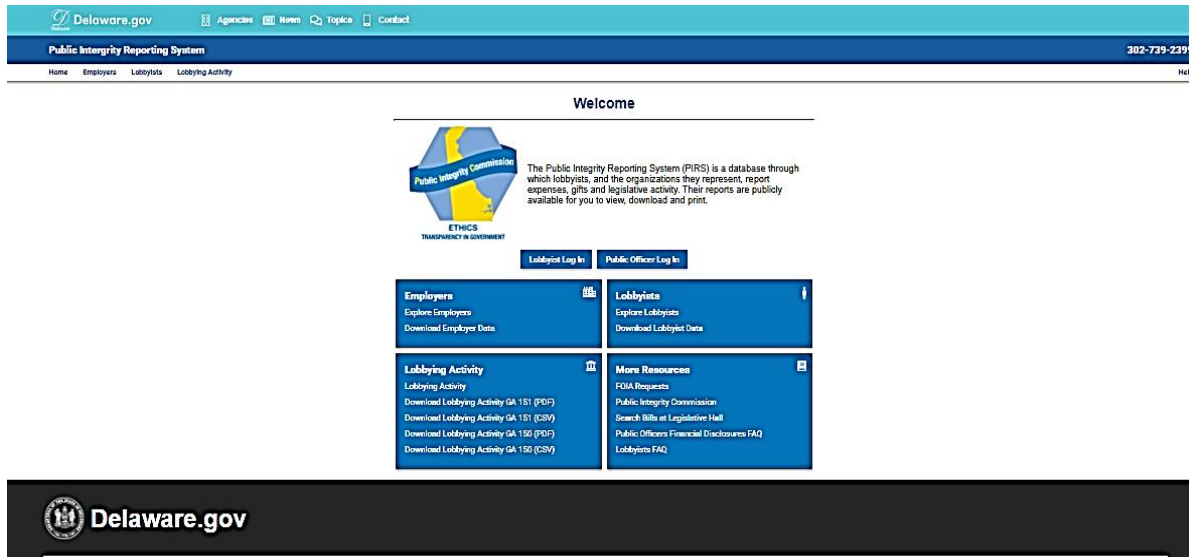 Delaware.gov Agencies News Topics Contact
Public Intergrity Reporting System 302-739-2399
Home Employers Lobbyists Lobbying Activity Hel
Welcome
Public Integrity Commission
ETHICS
TRANSPARENCY IN GOVERNMENT
The Public Integrity Reporting System (PIRS) is a database through
which lobbyists, and the organizations they represent, report
expenses, gifts and legislative activity. Their reports are publicly
available for you to view, download and print.
Lobbyist Log In Public Officer Log In
Employers
Explore Employers
Download Employer Data
Lobbyists
Explore Lobbyists
Download Lobbyist Data
Lobbying Activity
Lobbying Activity
Download Lobbying Activity GA 151 (PDF)
Download Lobbying Activity GA 151 (CSV)
Download Lobbying Activity GA 150 (PDF)
Download Lobbying Activity GA 150 (CSV)
More Resources
FOIA Requests
Public Integrity Commission
Search Bills at Legislative Hall
Public Officers Financial Disclosures FAQ
Lobbyists FAQ
Delaware.gov